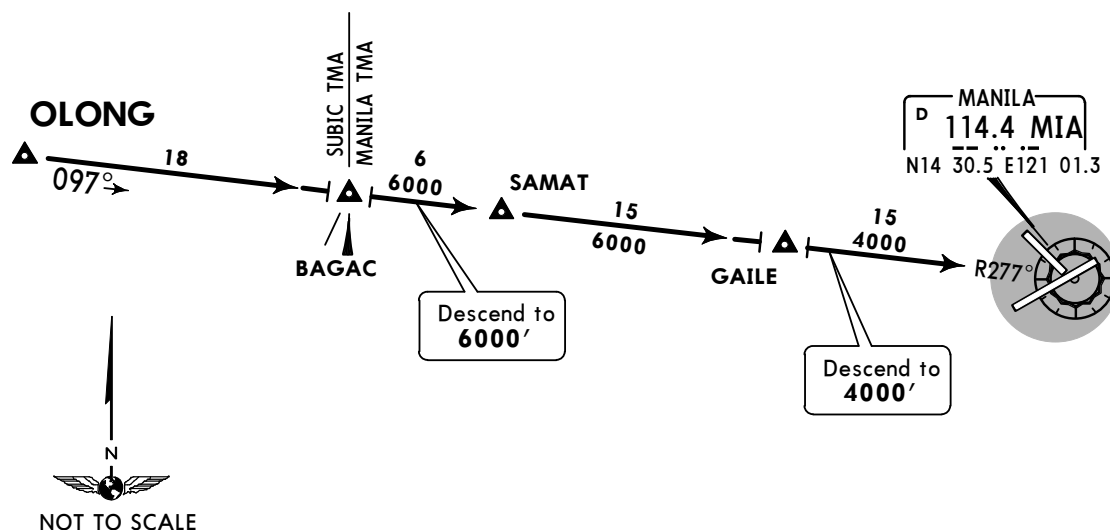 OLONG
18
097°
SUBIC TMA
MANILA TMA
BAGAC
6
6000
SAMAT
15
6000
GAILE
15
4000
R277°
MANILA
D 114.4 MIA
N14 30.5 E121 01.3
Descend to
6000′
Descend to
4000′
N
NOT TO SCALE